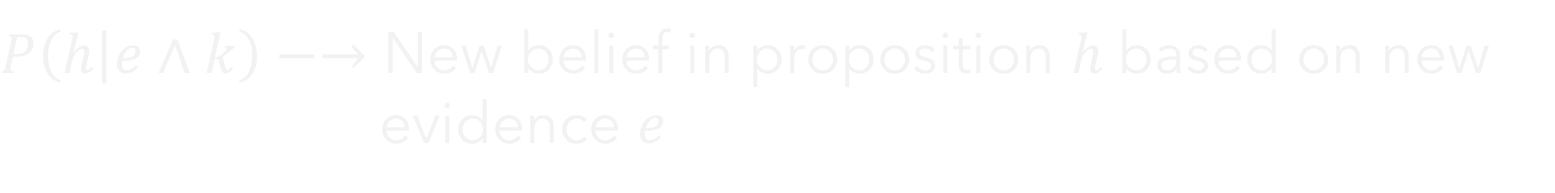 P(h|e ∧ k) −→ New belief in proposition h based on new
evidence e